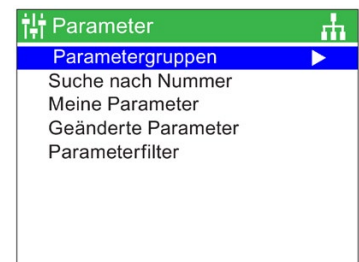 Parameter
Parametergruppen
Suche nach Nummer
Meine Parameter
Geänderte Parameter
Parameterfilter